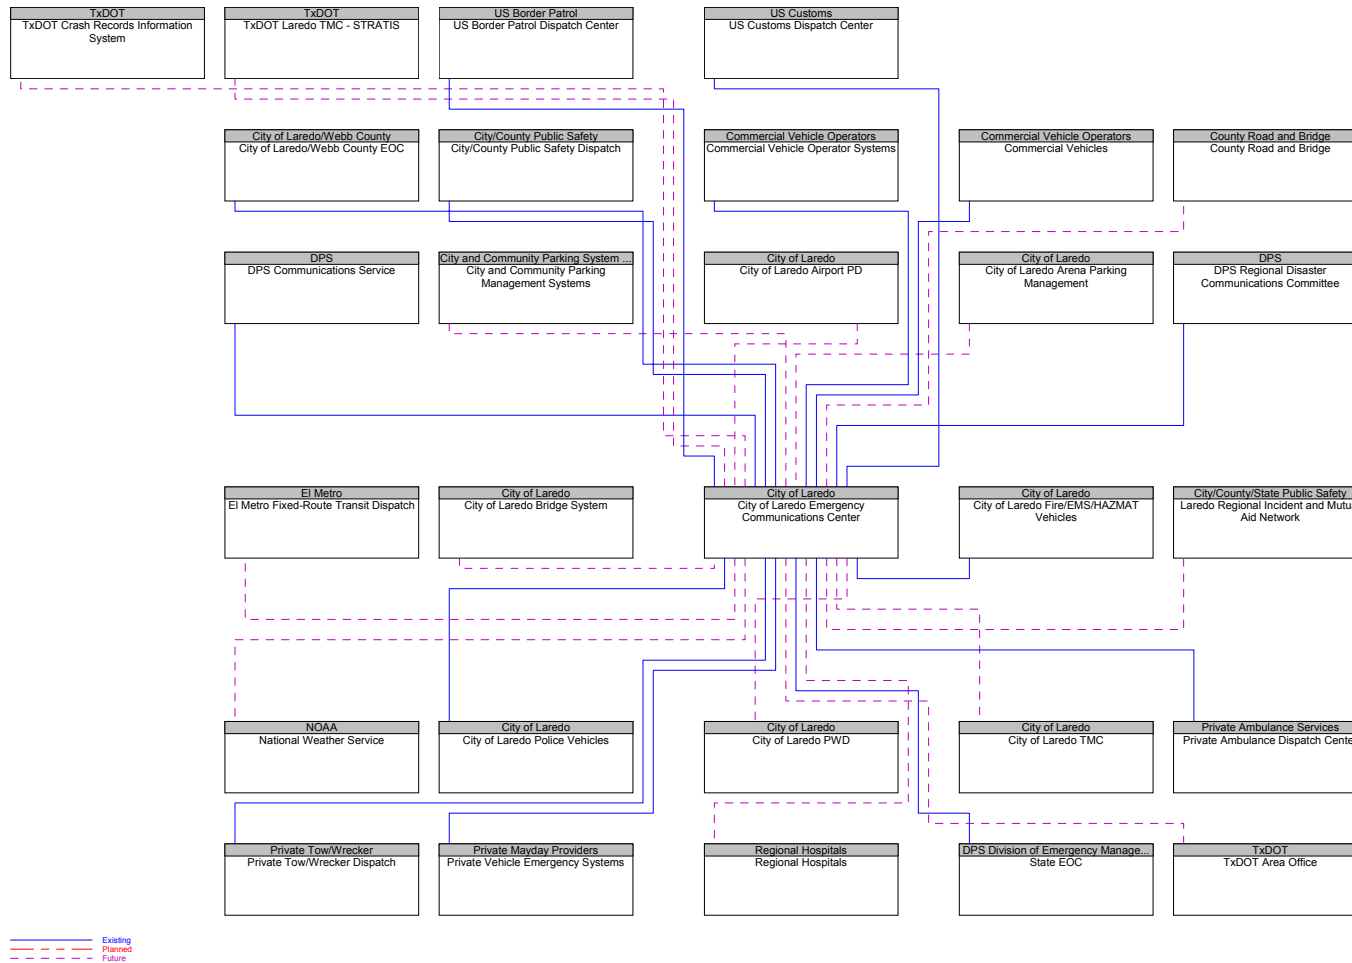 TxDOT
TxDOT Crash Records Information
System
TxDOT
TxDOT Laredo TMC - STRATIS
US Border Patrol
US Border Patrol Dispatch Center
US Customs
US Customs Dispatch Center
City of Laredo/Webb County
City of Laredo/Webb County EOC
City/County Public Safety
City/County Public Safety Dispatch
Commercial Vehicle Operators
Commercial Vehicle Operator Systems
Commercial Vehicle Operators
Commercial Vehicles
County Road and Bridge
County Road and Bridge
DPS
DPS Communications Service
City and Community Parking System ...
City and Community Parking
Management Systems
City of Laredo
City of Laredo Airport PD
City of Laredo
City of Laredo Arena Parking
Management
DPS
DPS Regional Disaster
Communications Committee
El Metro
El Metro Fixed-Route Transit Dispatch
City of Laredo
City of Laredo Bridge System
City of Laredo
City of Laredo Emergency
Communications Center
City of Laredo
City of Laredo Fire/EMS/HAZMAT
Vehicles
City/County/State Public Safety
Laredo Regional Incident and Mutua
Aid Network
NOAA
National Weather Service
City of Laredo
City of Laredo Police Vehicles
City of Laredo
City of Laredo PWD
City of Laredo
City of Laredo TMC
Private Ambulance Services
Private Ambulance Dispatch Cente
Private Tow/Wrecker
Private Tow/Wrecker Dispatch
Private Mayday Providers
Private Vehicle Emergency Systems
Regional Hospitals
Regional Hospitals
DPS Division of Emergency Manage...
State EOC
TxDOT
TxDOT Area Office
Existing
Planned
Future